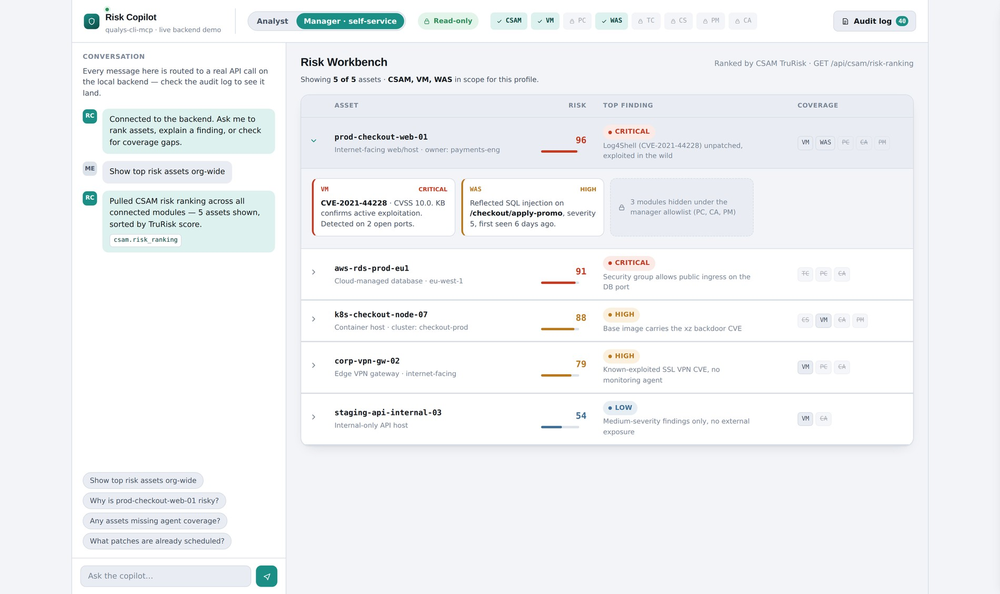 Risk Copilot
qualys-cli-mcp · live backend demo
Analyst
Manager · self-service
Read-only
CSAM
VM
PC
WAS
TC
CS
PM
CA
Audit log 40
CONVERSATION
Every message here is routed to a real API call on
the local backend — check the audit log to see it
land.
RC
Connected to the backend. Ask me to
rank assets, explain a finding, or check
for coverage gaps.
ME
Show top risk assets org-wide
RC
Pulled CSAM risk ranking across all
connected modules — 5 assets shown,
sorted by TruRisk score.
csam.risk_ranking
Show top risk assets org-wide
Why is prod-checkout-web-01 risky?
Any assets missing agent coverage?
What patches are already scheduled?
Ask the copilot...
Risk Workbench
Ranked by CSAM TruRisk · GET /api/csam/risk-ranking
Showing 5 of 5 assets · CSAM, VM, WAS in scope for this profile.
ASSET RISK TOP FINDING COVERAGE
prod-checkout-web-01
Internet-facing web/host · owner: payments-eng
96
CRITICAL
Log4Shell (CVE-2021-44228) unpatched,
exploited in the wild
VM WAS PC CA PM
VM CRITICAL
CVE-2021-44228 · CVSS 10.0. KB
confirms active exploitation.
Detected on 2 open ports.
WAS HIGH
Reflected SQL injection on
/checkout/apply-promo, severity
5, first seen 6 days ago.
3 modules hidden under the
manager allowlist (PC, CA, PM)
aws-rds-prod-eu1
Cloud-managed database · eu-west-1
91
CRITICAL
Security group allows public ingress on the
DB port
TC PC CA
k8s-checkout-node-07
Container host · cluster: checkout-prod
88
HIGH
Base image carries the xz backdoor CVE
CS VM CA PM
corp-vpn-gw-02
Edge VPN gateway · internet-facing
79
HIGH
Known-exploited SSL VPN CVE, no
monitoring agent
VM PC CA
staging-api-internal-03
Internal-only API host
54
LOW
Medium-severity findings only, no external
exposure
VM CA